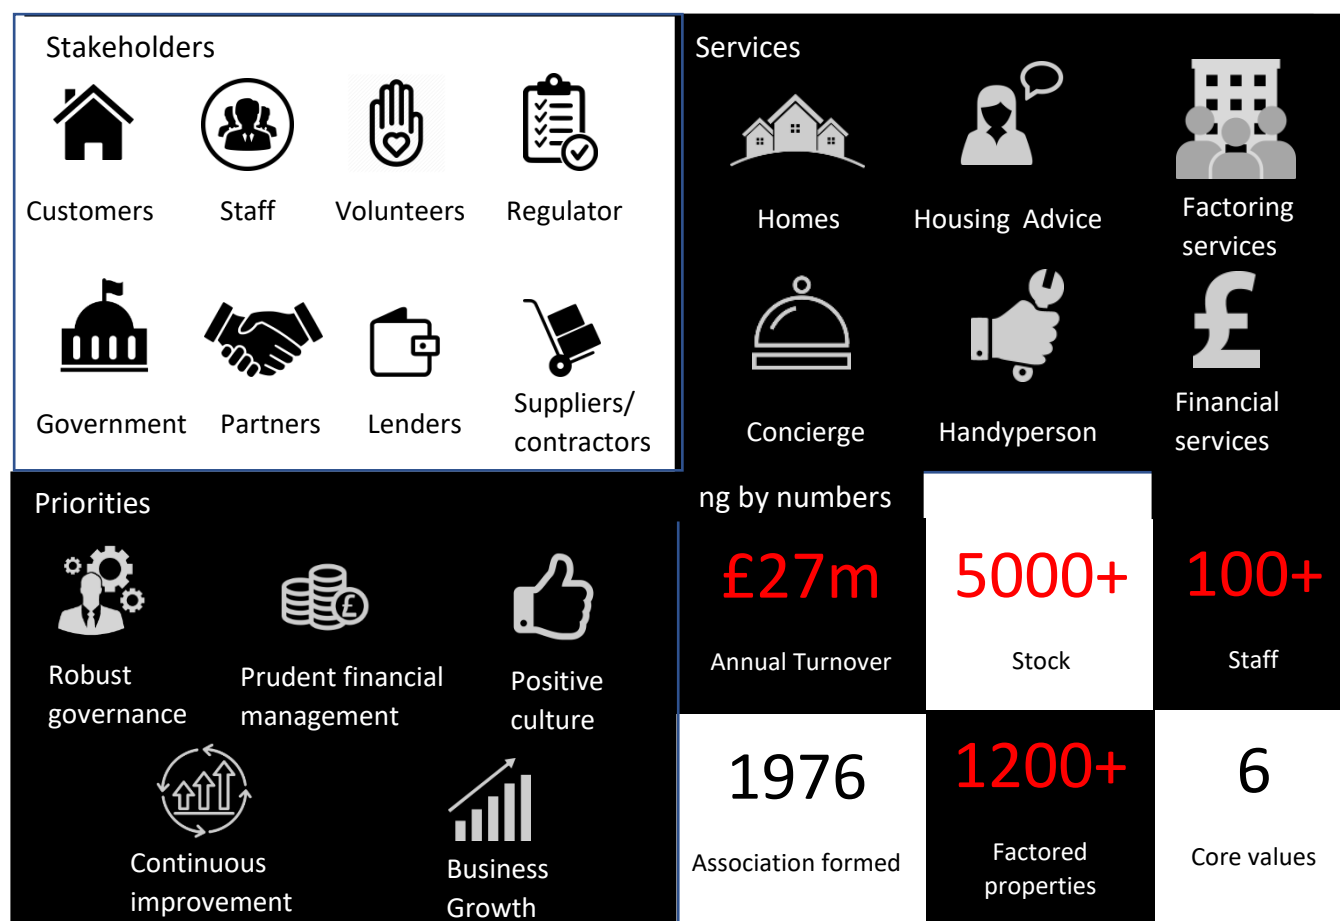 Stakeholders
Customers
Staff
Volunteers
Regulator
Government
Partners
Lenders
Suppliers/
contractors
Services
Homes
Housing Advice
Factoring
services
Concierge
Handyperson
£
Financial
services
Priorities
Robust
governance
£
Prudent financial
management
Positive
culture
Continuous
improvement
Business
Growth
ng by numbers
£27m
Annual Turnover
5000+
Stock
100+
Staff
1976
Association formed
1200+
Factored
properties
6
Core values